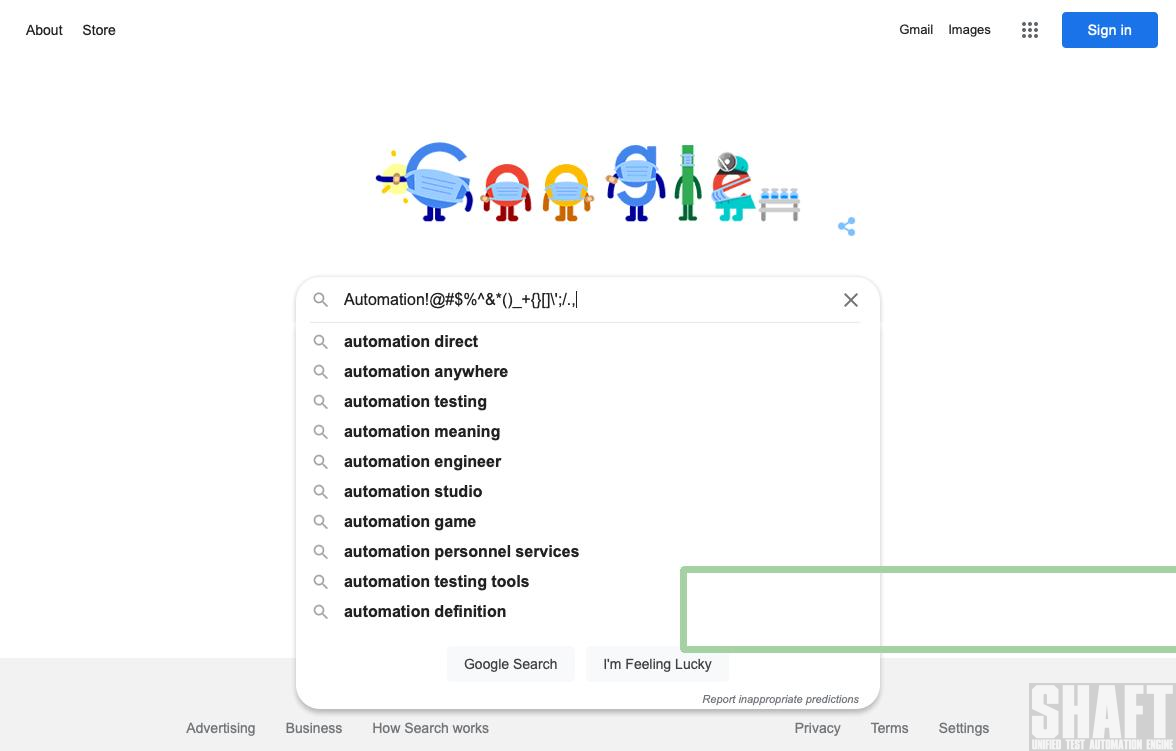 About Store Gmail Images Sign in
Google
Automation!@#$%^&*()_+{}[]\';/.,
automation direct
automation anywhere
automation testing
automation meaning
automation engineer
automation studio
automation game
automation personnel services
automation testing tools
automation definition
Google Search I'm Feeling Lucky
Report inappropriate predictions
Advertising Business How Search works Privacy Terms Settings
SHAFT
UNIFIED TEST AUTOMATION ENGINE